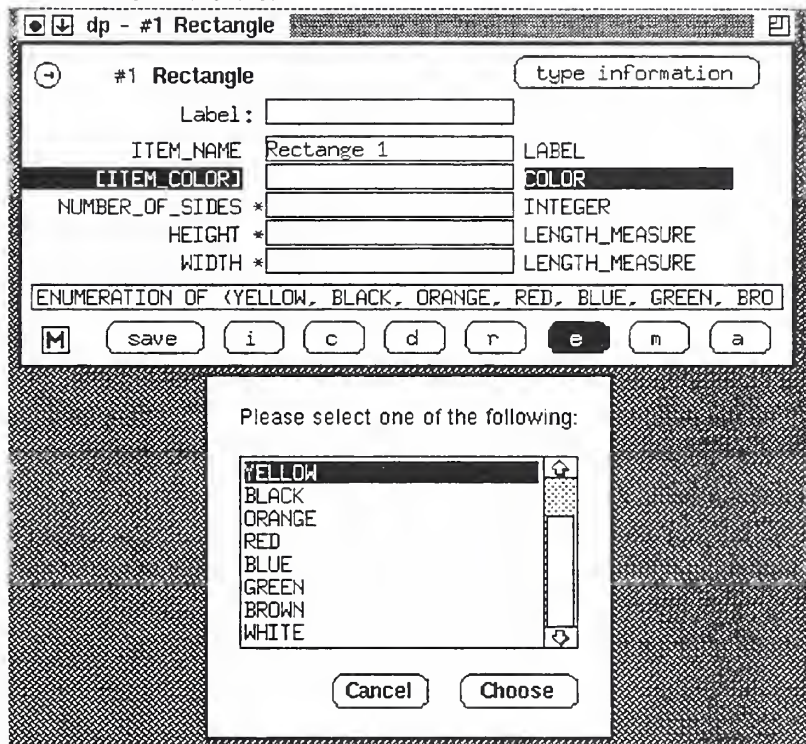 dp - #1 Rectangle
#1 Rectangle type information
Label:
ITEM_NAME Rectange 1 LABEL
[ITEM_COLOR] COLOR
NUMBER_OF_SIDES * INTEGER
HEIGHT * LENGTH_MEASURE
WIDTH * LENGTH_MEASURE
ENUMERATION OF (YELLOW, BLACK, ORANGE, RED, BLUE, GREEN, BRO
M save i c d r e m a
Please select one of the following:
YELLOW
BLACK
ORANGE
RED
BLUE
GREEN
BROWN
WHITE
Cancel Choose